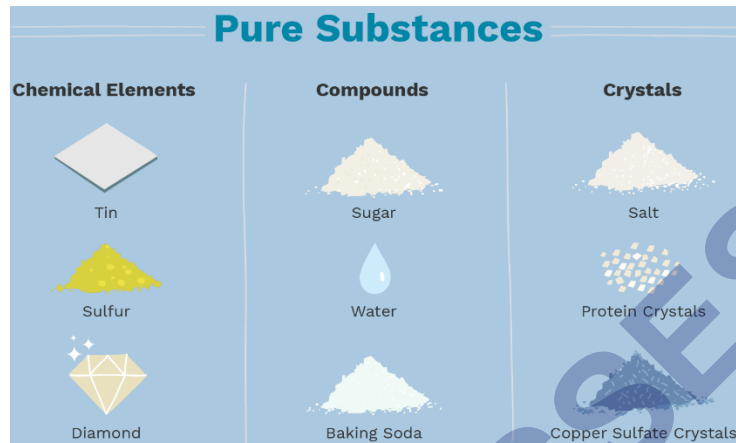 Pure Substances
Chemical Elements
Compounds
Crystals
Tin
Sugar
Salt
Sulfur
Water
Protein Crystals
Diamond
Baking Soda
Copper Sulfate Crystals